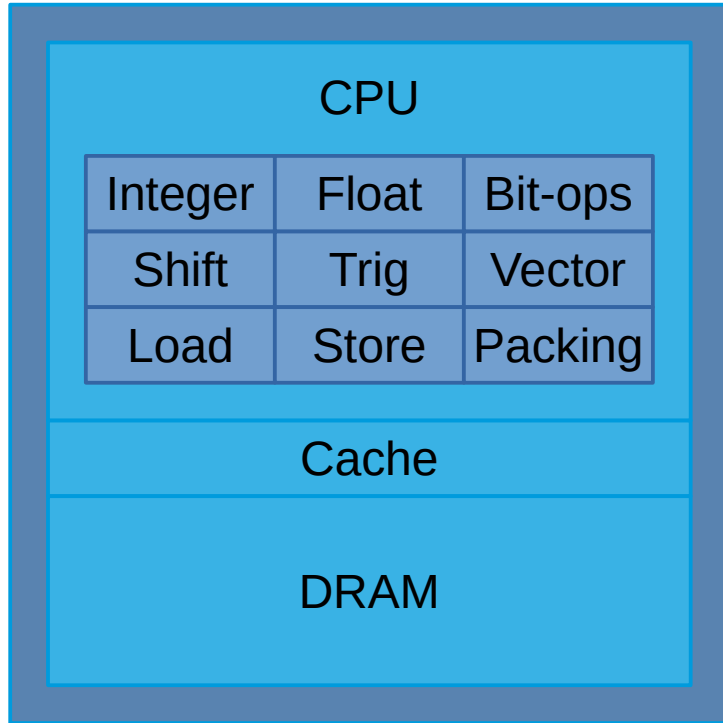 CPU
Integer Float Bit-ops
Shift Trig Vector
Load Store Packing
Cache
DRAM